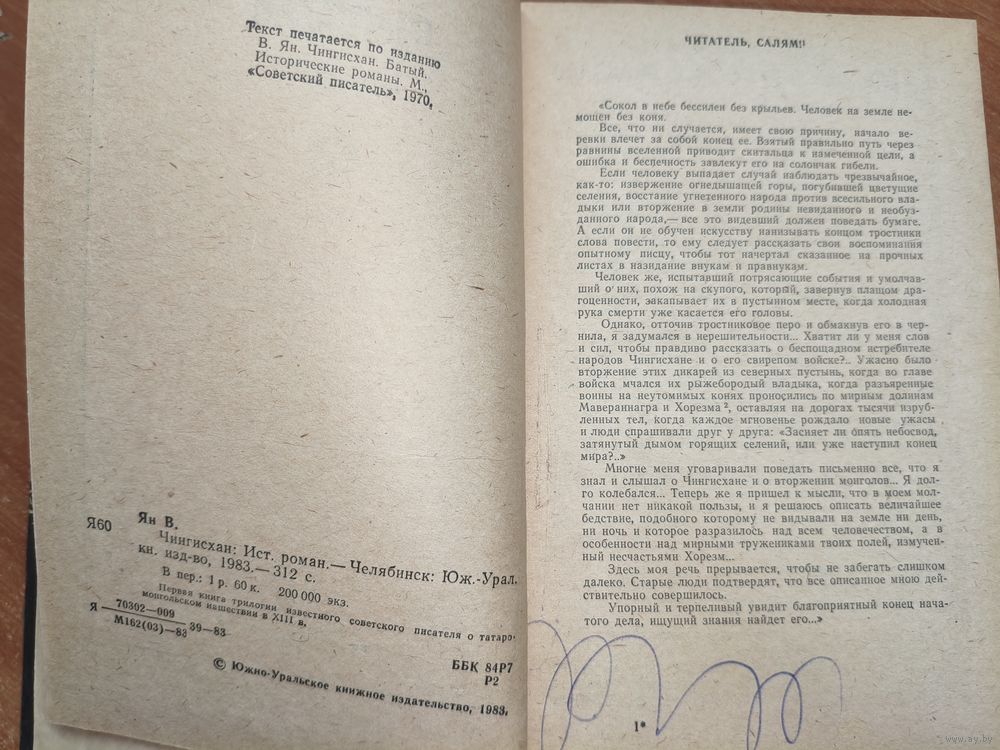 Текст печатается по изданию
В. Ян. Чингисхан. Батый.
Исторические романы. М.,
«Советский писатель», 1970.
Ян В.
Я60
Чингисхан: Ист. роман.— Челябинск: Юж.-Урал.
кн. изд-во, 1983.— 312 с.
В пер.: 1 р. 60 к. 200 000 экз.
Первая книга трилогии известного советского писателя о татаро-
монгольском нашествии в XIII в.
Я 70302—009 39—83
М162(03)—83
ББК 84Р7
Р2
© Южно-Уральское книжное издательство, 1983.
ЧИТАТЕЛЬ, САЛЯМ!¹
«Сокол в небе бессилен без крыльев. Человек на земле не-
мощен без коня.
Все, что ни случается, имеет свою причину, начало ве-
ревки влечет за собой конец ее. Взятый правильно путь через
равнины вселенной приводит скитальца к намеченной цели, а
ошибка и беспечность завлекут его на солончак гибели.
Если человеку выпадает случай наблюдать чрезвычайное,
как-то: извержение огнедышащей горы, погубившей цветущие
селения, восстание угнетенного народа против всесильного вла-
дыки или вторжение в земли родины невиданного и необуз-
данного народа,— все это видевший должен поведать бумаге.
А если он не обучен искусству нанизывать концом тростинки
слова повести, то ему следует рассказать свои воспоминания
опытному писцу, чтобы тот начертал сказанное на прочных
листах в назидание внукам и правнукам.
Человек же, испытавший потрясающие события и умолчав-
ший о них, похож на скупого, который, завернув плащом дра-
гоценности, закапывает их в пустынном месте, когда холодная
рука смерти уже касается его головы.
Однако, отточив тростниковое перо и обмакнув его в чер-
нила, я задумался в нерешительности... Хватит ли у меня слов
и сил, чтобы правдиво рассказать о беспощадном истребителе
народов Чингисхане и о его свирепом войске?.. Ужасно было
вторжение этих дикарей из северных пустынь, когда во главе
войска мчался их рыжебородый владыка, когда разъяренные
воины на неутомимых конях проносились по мирным долинам
Мавераннагра и Хорезма², оставляя на дорогах тысячи изруб-
ленных тел, когда каждое мгновенье рождало новые ужасы
и люди спрашивали друг у друга: «Засияет ли опять небосвод,
затянутый дымом горящих селений, или уже наступил конец
мира?..»
Многие меня уговаривали поведать письменно все, что я
знал и слышал о Чингисхане и о вторжении монголов... Я дол-
го колебался... Теперь же я пришел к мысли, что в моем мол-
чании нет никакой пользы, и я решаюсь описать величайшее
бедствие, подобного которому не видывали на земле ни день,
ни ночь и которое разразилось над всем человечеством, а в
особенности над мирными тружениками твоих полей, измучен-
ный несчастьями Хорезм...
Здесь моя речь прерывается, чтобы не забегать слишком
далеко. Старые люди подтвердят, что все описанное мною дей-
ствительно совершилось.
Упорный и терпеливый увидит благоприятный конец нача-
того дела, ищущий знания найдет его...»
1*
www.ay.by